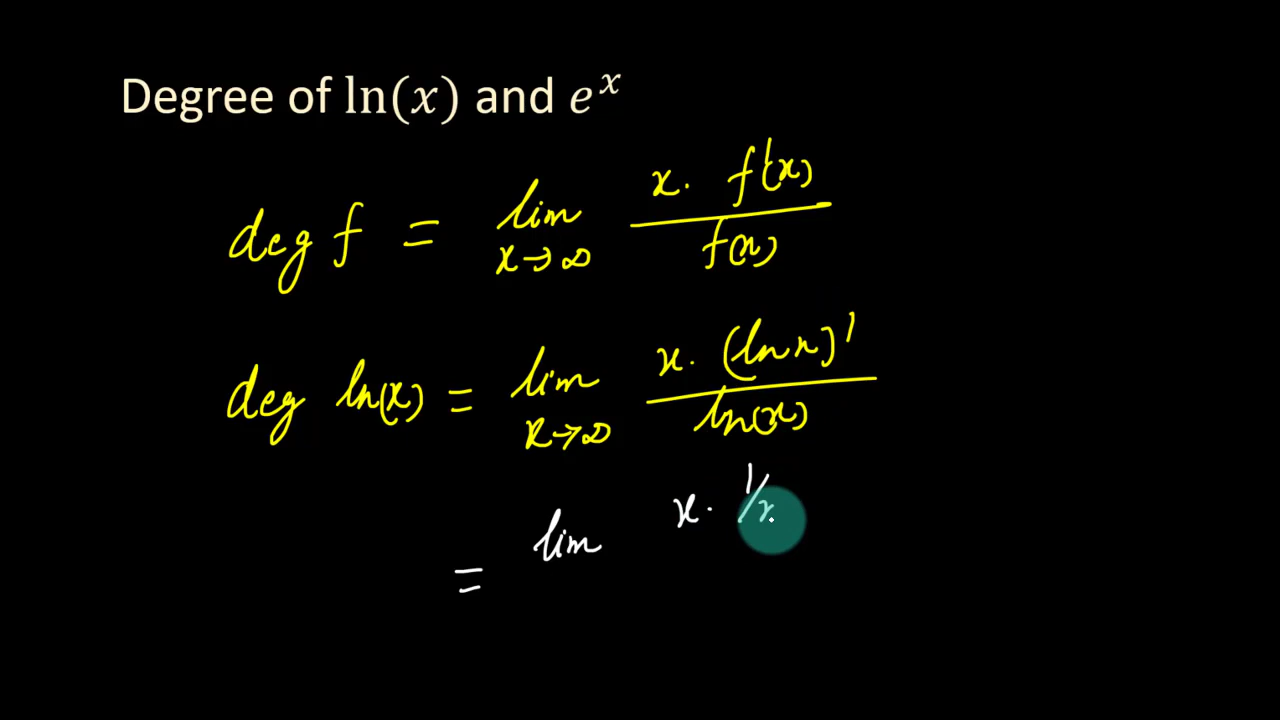 Degree of ln(x) and e^x
deg f = lim x→∞ x. f'(x) / f(x)
deg ln(x) = lim x→∞ x. (ln x)' / ln(x)
= lim x. 1/x